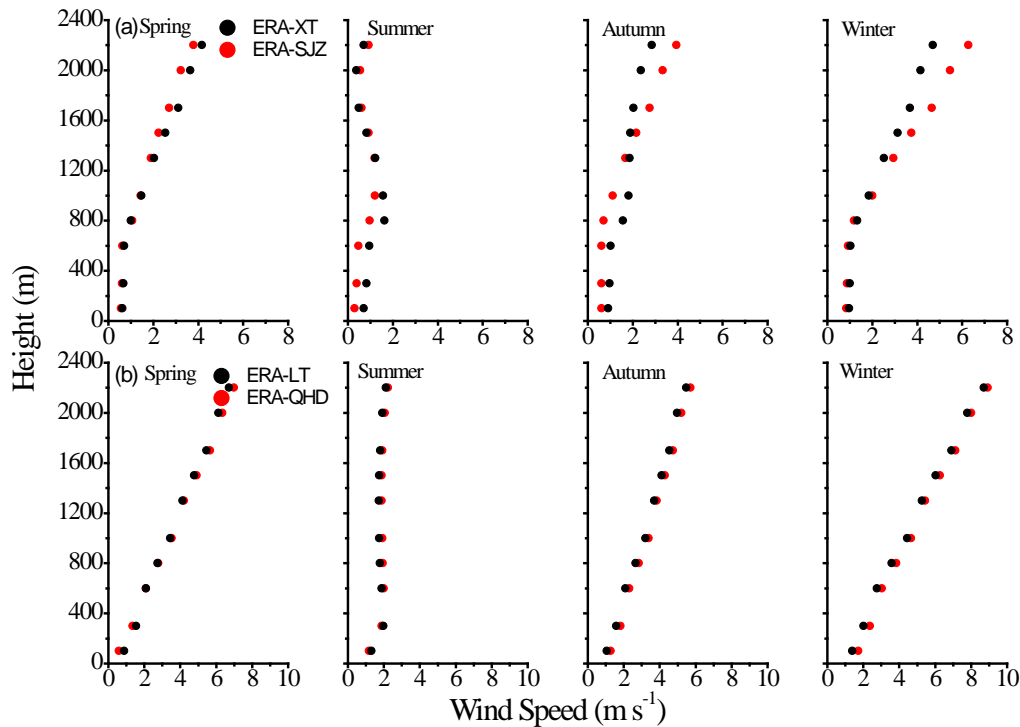 (a) Spring ERA-XT
ERA-SJZ
Summer
Autumn
Winter
2400
2000
1600
1200
800
400
0
0 2 4 6 8
0 2 4 6 8
0 2 4 6 8
0 2 4 6 8
Height (m)
(b) Spring ERA-LT
ERA-QHD
Summer
Autumn
Winter
2400
2000
1600
1200
800
400
0
0 2 4 6 8 10
0 2 4 6 8 10
0 2 4 6 8 10
0 2 4 6 8 10
Wind Speed (m s⁻¹)